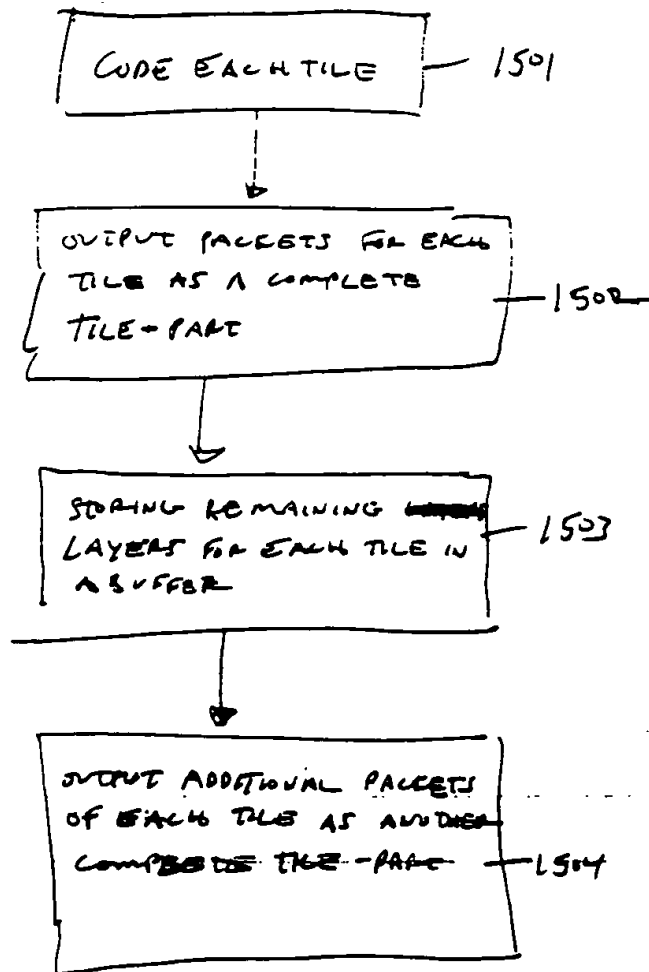 CODE EACH TILE
1501
OUTPUT PACKETS FOR EACH
TILE AS A COMPLETE
TILE-PART
1502
STORING REMAINING
LAYERS FOR EACH TILE IN
A BUFFER
1503
OUTPUT ADDITIONAL PACKETS
OF EACH TILE AS ANOTHER
COMPLETE TILE-PART
1504